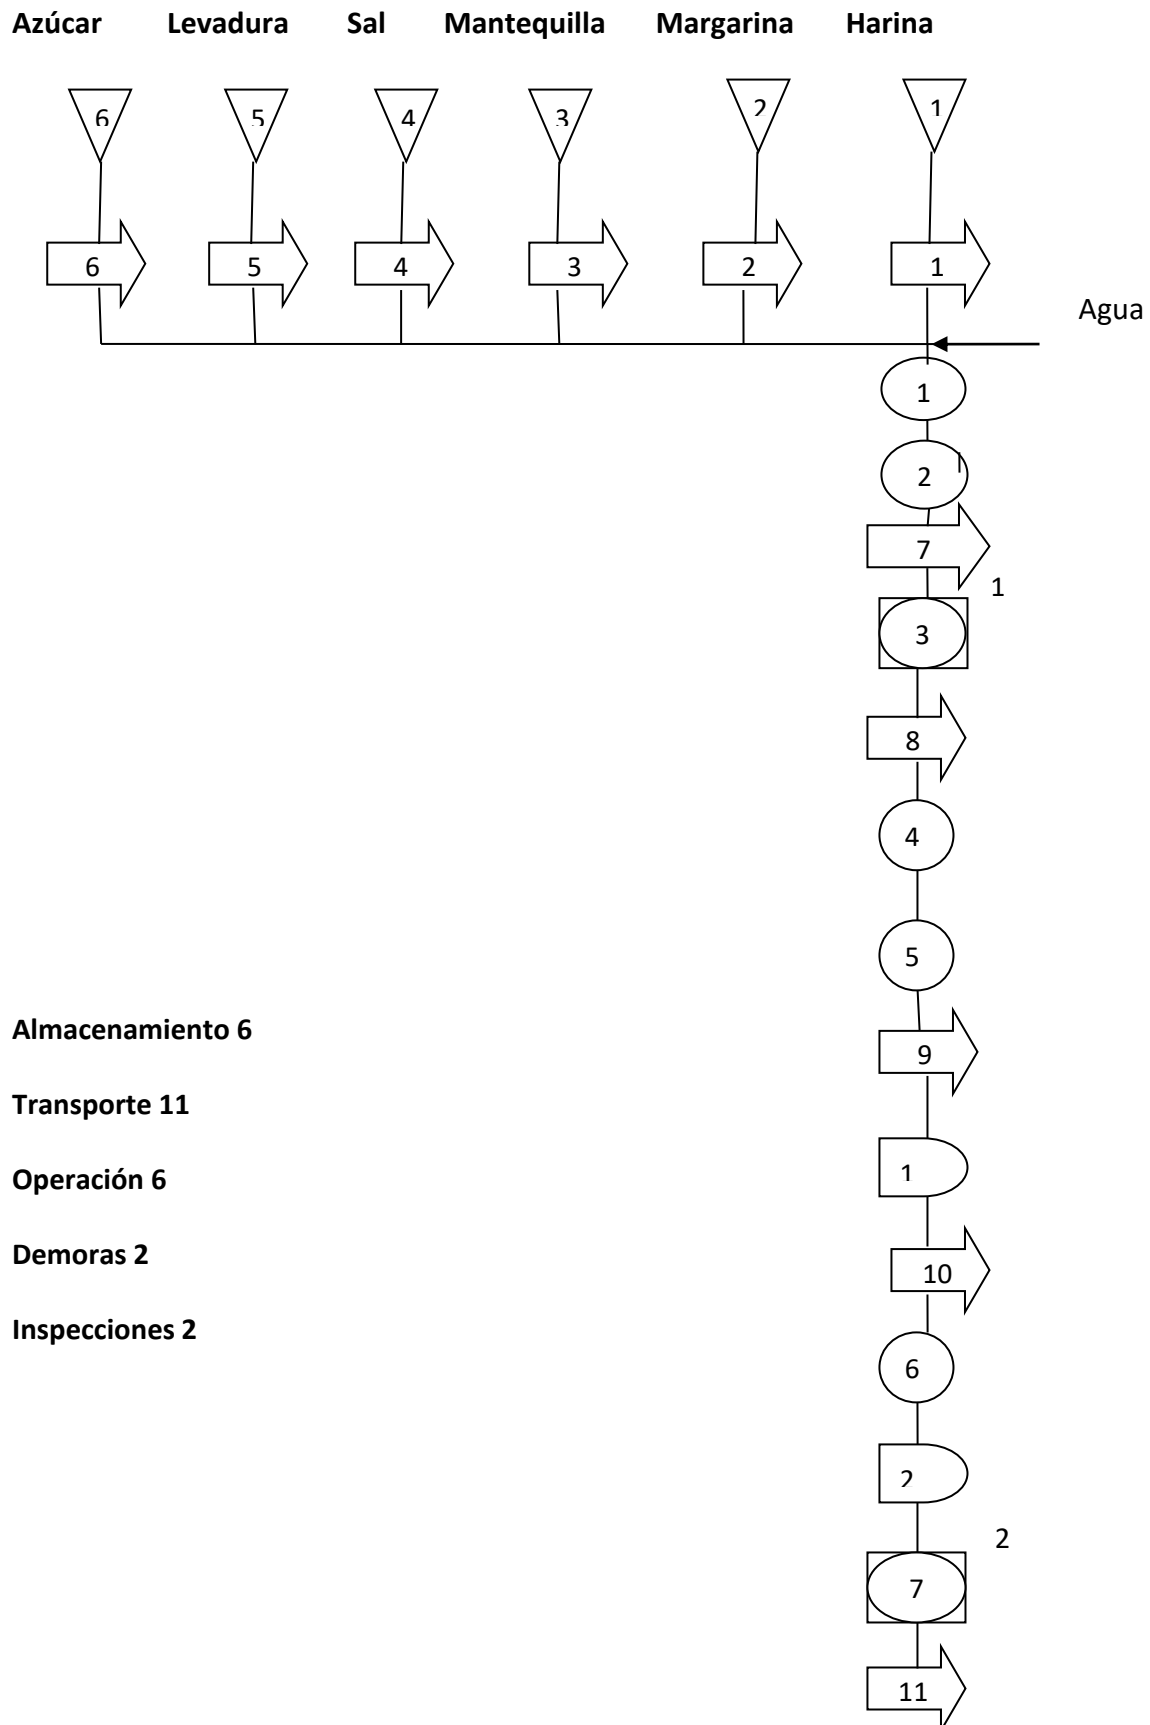 Azúcar Levadura Sal Mantequilla Margarina Harina
6 5 4 3 2 1
6 5 4 3 2 1
Agua
1
2
7
1
3
8
4
5
Almacenamiento 6
9
Transporte 11
1
Operación 6
Demoras 2
10
Inspecciones 2
6
2
2
7
11